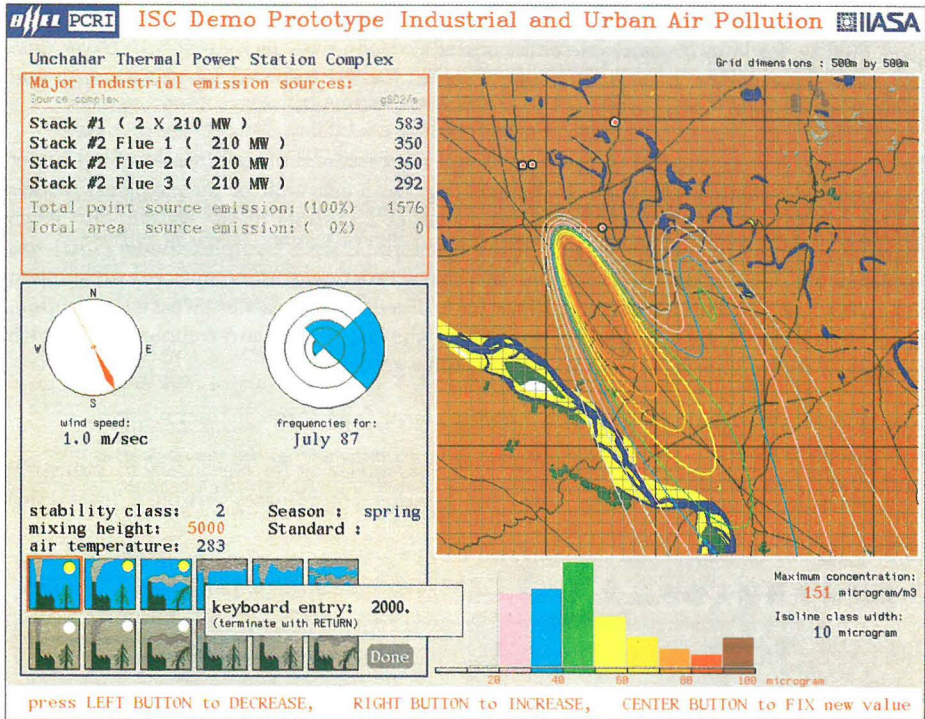 BHEL PCRI ISC Demo Prototype Industrial and Urban Air Pollution IIASA
Unchahar Thermal Power Station Complex
Grid dimensions : 500m by 500m
Major Industrial emission sources:
Source complex gSO2/s
Stack #1 ( 2 X 210 MW ) 583
Stack #2 Flue 1 ( 210 MW ) 350
Stack #2 Flue 2 ( 210 MW ) 350
Stack #2 Flue 3 ( 210 MW ) 292
Total point source emission: (100%) 1576
Total area source emission: ( 0%) 0
N
W E
S
wind speed:
1.0 m/sec
frequencies for:
July 87
stability class: 2 Season : spring
mixing height: 5000 Standard :
air temperature: 283
keyboard entry: 2000.
(terminate with RETURN)
Done
Maximum concentration:
151 microgram/m3
Isoline class width:
10 microgram
20 40 60 80 100 microgram
press LEFT BUTTON to DECREASE, RIGHT BUTTON to INCREASE, CENTER BUTTON to FIX new value